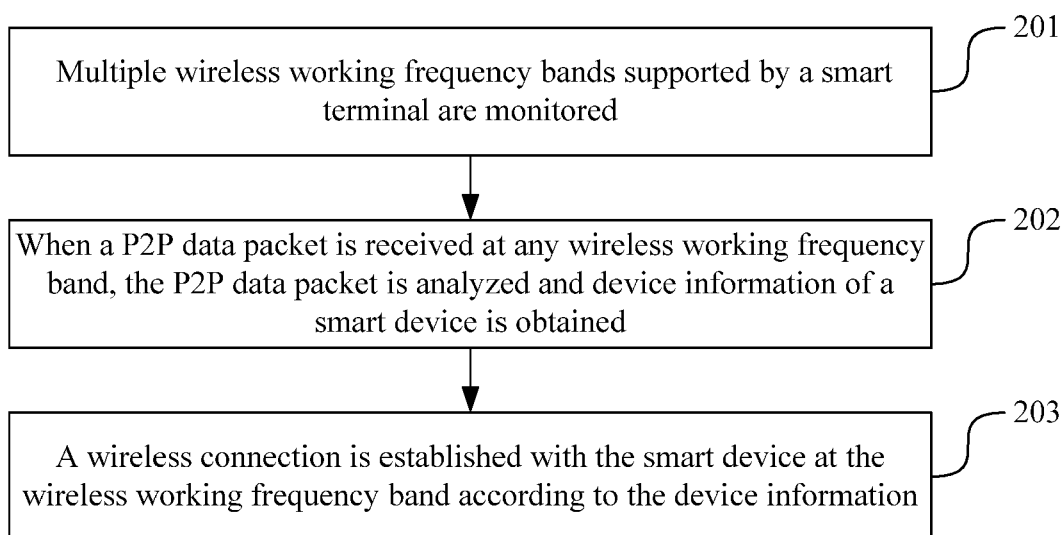 201
Multiple wireless working frequency bands supported by a smart
terminal are monitored
202
When a P2P data packet is received at any wireless working frequency
band, the P2P data packet is analyzed and device information of a
smart device is obtained
203
A wireless connection is established with the smart device at the
wireless working frequency band according to the device information